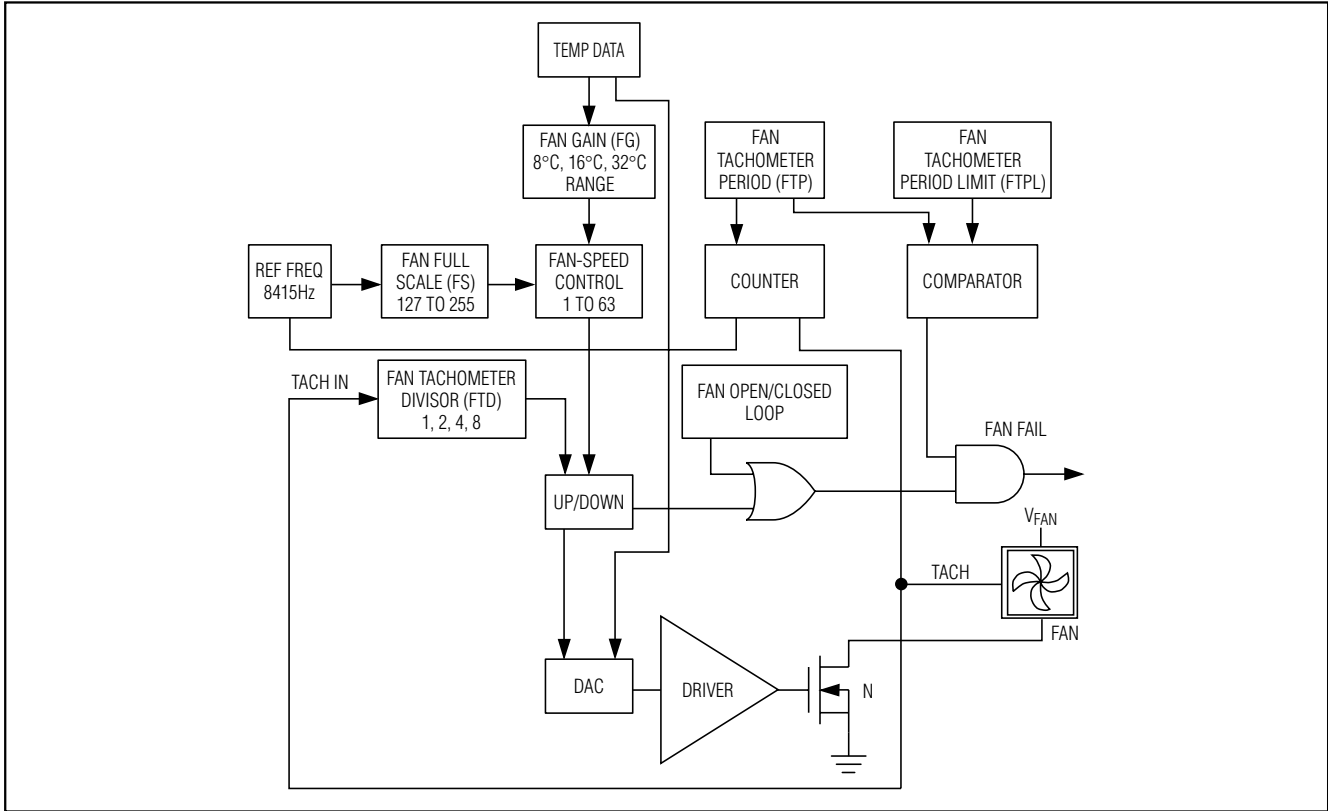 TEMP DATA
FAN GAIN (FG)
8°C, 16°C, 32°C
RANGE
FAN
TACHOMETER
PERIOD (FTP)
FAN
TACHOMETER
PERIOD LIMIT (FTPL)
REF FREQ
8415Hz
FAN FULL
SCALE (FS)
127 TO 255
FAN-SPEED
CONTROL
1 TO 63
COUNTER
COMPARATOR
TACH IN
FAN TACHOMETER
DIVISOR (FTD)
1, 2, 4, 8
FAN OPEN/CLOSED
LOOP
FAN FAIL
UP/DOWN
VFAN
TACH
FAN
DAC
DRIVER
N